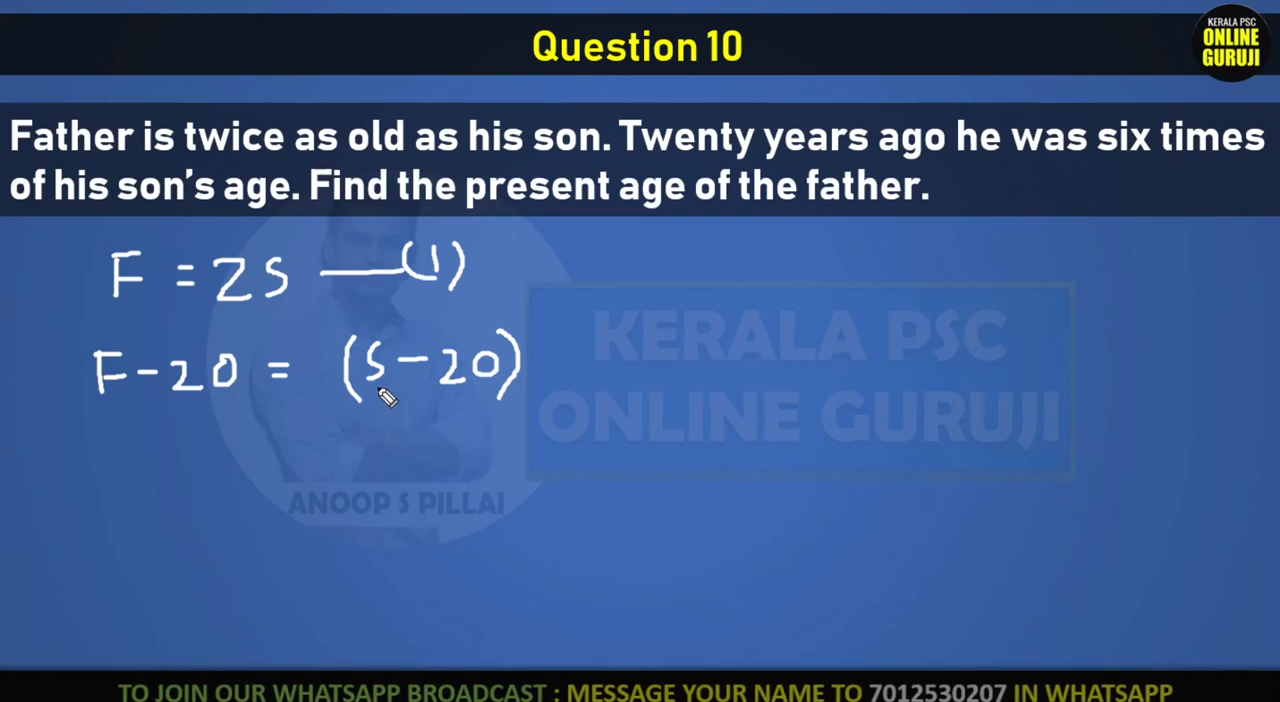 Question 10
KERALA PSC
ONLINE
GURUJI
Father is twice as old as his son. Twenty years ago he was six times
of his son's age. Find the present age of the father.
F = 2S —(1)
F - 20 = (S - 20)
KERALA PSC
ONLINE GURUJI
ANOOP S PILLAI
TO JOIN OUR WHATSAPP BROADCAST : MESSAGE YOUR NAME TO 7012530207 IN WHATSAPP